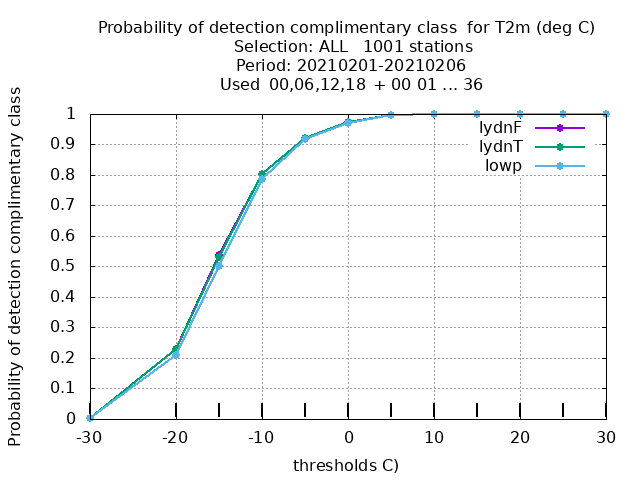 Probability of detection complimentary class  for T2m (deg C)
Selection: ALL   1001 stations
Period: 20210201-20210206
Used  00,06,12,18  + 00 01 ... 36
Probability of detection complimentary class
1
0.9
0.8
0.7
0.6
0.5
0.4
0.3
0.2
0.1
0
lydnF
lydnT
lowp
-30
-20
-10
0
10
20
30
thresholds C)